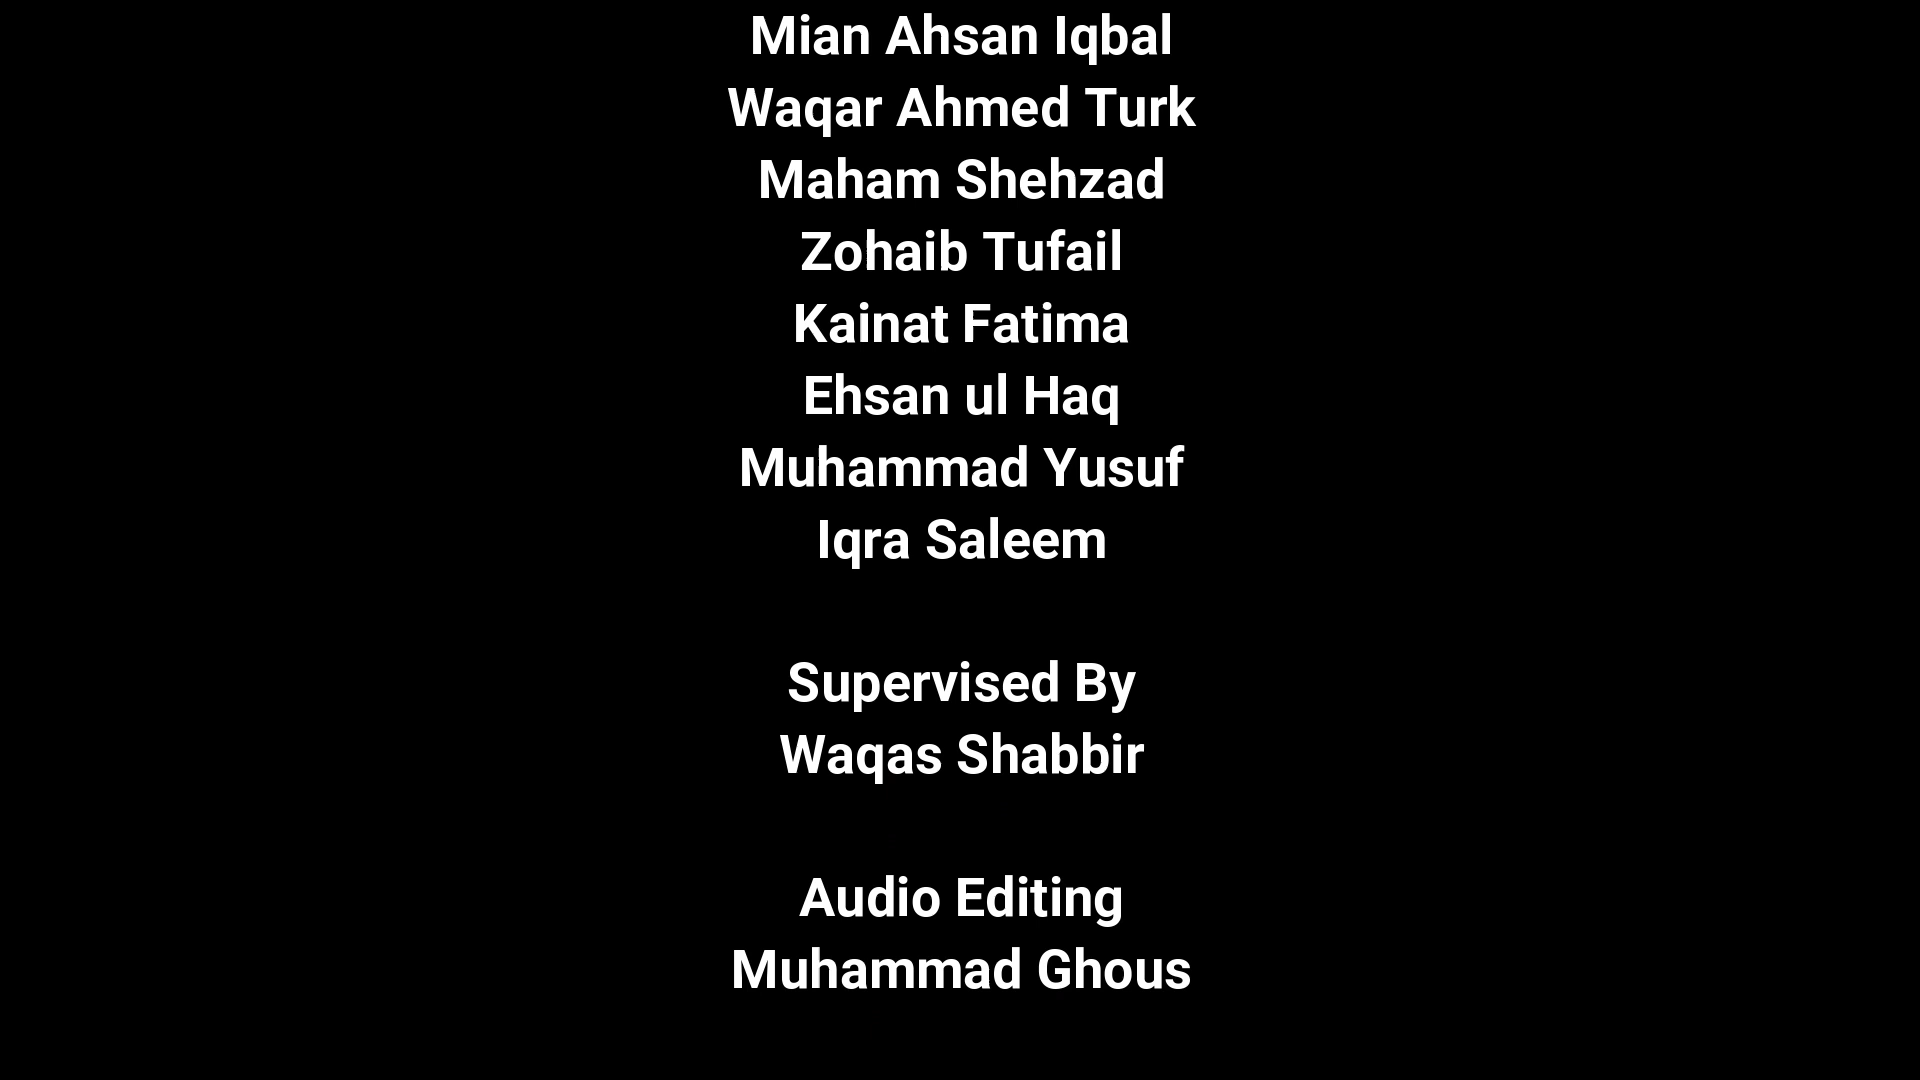 Mian Ahsan Iqbal
Waqar Ahmed Turk
Maham Shehzad
Zohaib Tufail
Kainat Fatima
Ehsan ul Haq
Muhammad Yusuf
Iqra Saleem
Supervised By
Waqas Shabbir
Audio Editing
Muhammad Ghous